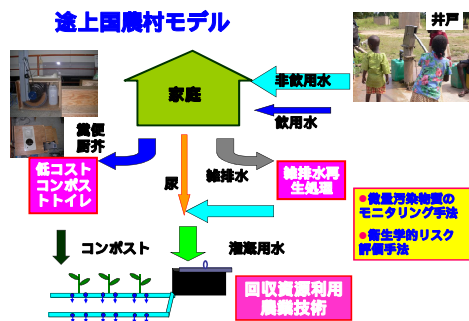 途上国農村モデル
井戸
非飲用水
家庭
飲用水
糞便
厨芥
雑排水
尿
低コスト
コンポス
トトイレ
雑排水再
生処理
●微量汚染物質の
モニタリング手法
●衛生学的リスク
評価手法
コンポスト
灌漑用水
回収資源利用
農業技術